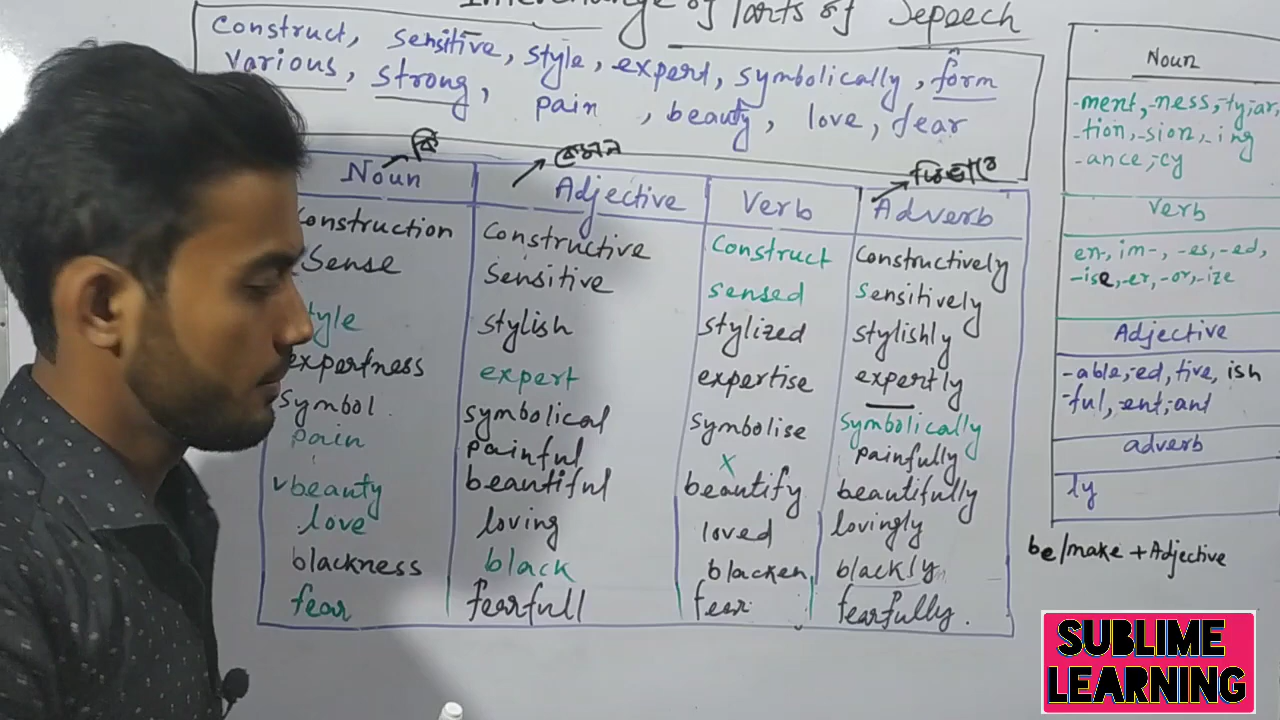 Interchange of Parts of Sepeech
Construct, Sensitive, style, expert, symbolically, form
various, strong, pain, beauty, love, fear
কি কেমন কিভাবে
Noun Adjective Verb Adverb
Construction Constructive Construct Constructively
Sense Sensitive sensed Sensitively
style stylish stylized stylishly
expertness expert expertise expertly
Symbol symbolical symbolise symbolically
pain painful x painfully
beauty beautiful beautify beautifully
love loving loved lovingly
blackness black blacken blackly
fear fearfull fear fearfully.
Noun
-ment, -ness, -ty, ar,
-tion, -sion, -ing
-ance, -cy
Verb
en-, im-, -es, -ed,
-ise, -er, -or, -ize
Adjective
-able, -ed, tive, ish
-ful, -ent, -ant
adverb
ly
be/make + Adjective
SUBLIME
LEARNING